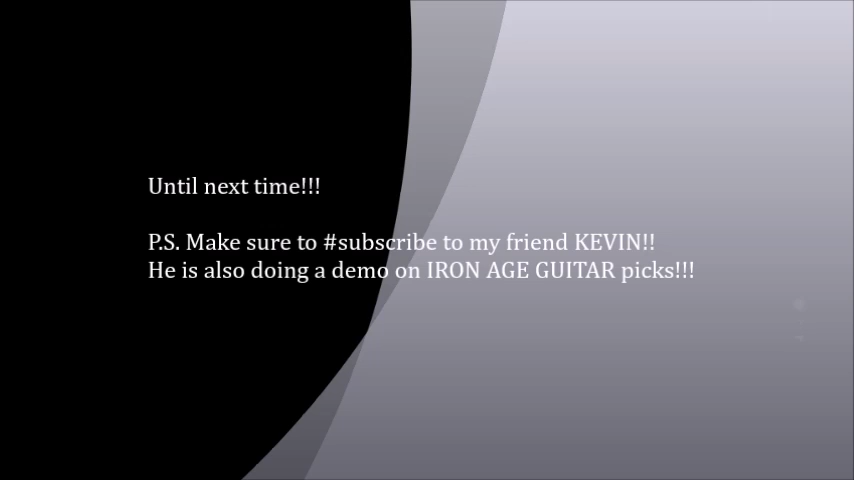 Until next time!!!
P.S. Make sure to #subscribe to my friend KEVIN!!
He is also doing a demo on IRON AGE GUITAR picks!!!